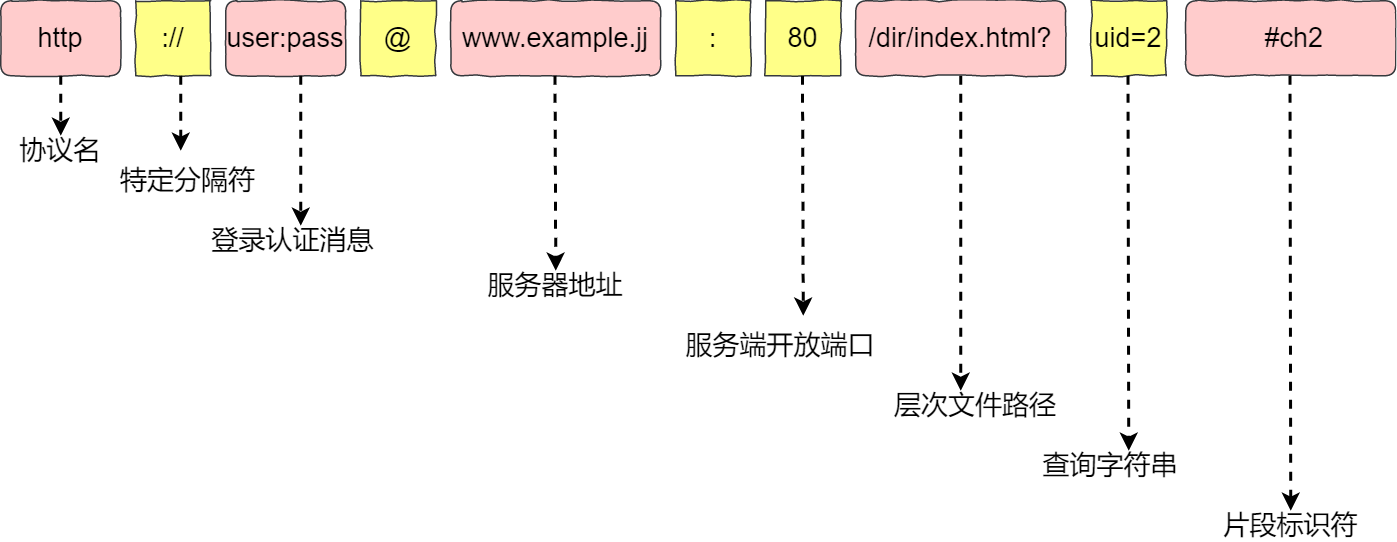 http :// user:pass @ www.example.jj : 80 /dir/index.html? uid=2 #ch2
协议名
特定分隔符
登录认证消息
服务器地址
服务端开放端口
层次文件路径
查询字符串
片段标识符